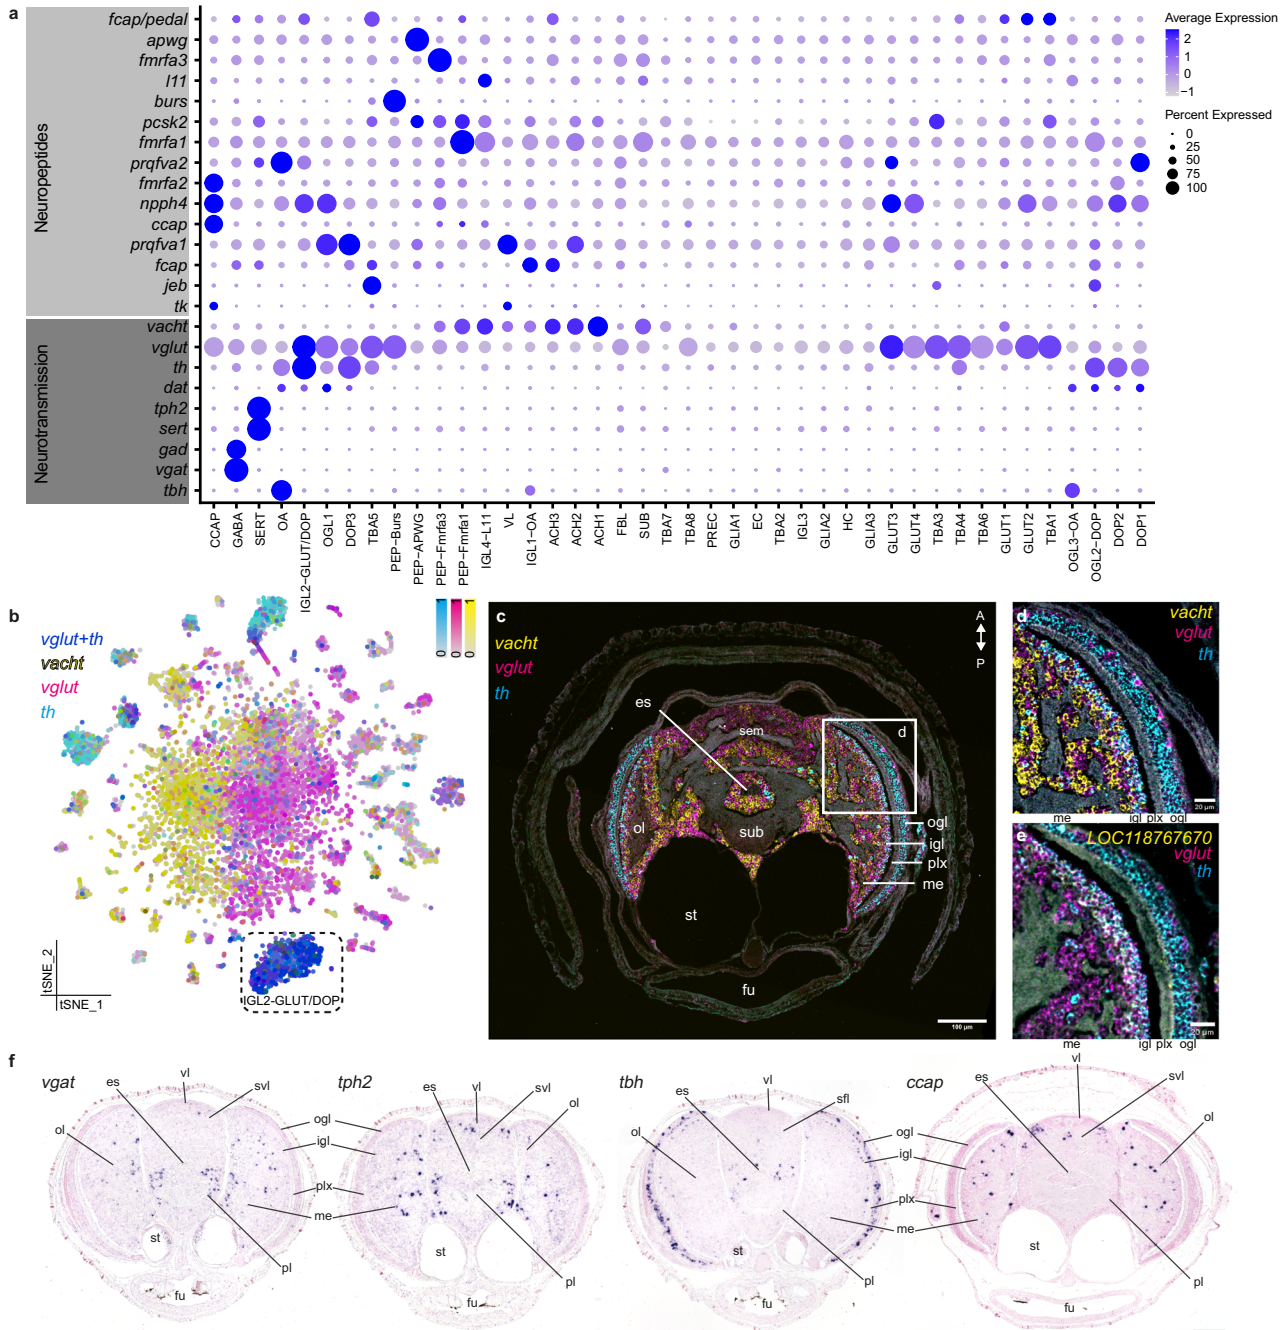 a
Neuropeptides
fcap/pedal
apwg
fmrfa3
l11
burs
pcsk2
fmrfa1
prqfva2
fmrfa2
npph4
ccap
prqfva1
fcap
jeb
tk
Neurotransmission
vacht
vglut
th
dat
tph2
sert
gad
vgat
tbh
Average Expression
2
1
0
−1
Percent Expressed
0
25
50
75
100
CCAP
GABA
SERT
OA
IGL2−GLUT/DOP
OGL1
DOP3
TBA5
PEP−Burs
PEP−APWG
PEP−Fmrfa3
PEP−Fmrfa1
IGL4−L11
VL
IGL1−OA
ACH3
ACH2
ACH1
FBL
SUB
TBA7
TBA8
PREC
GLIA1
EC
TBA2
IGL3
GLIA2
HC
GLIA3
GLUT3
GLUT4
TBA3
TBA4
TBA6
GLUT1
GLUT2
TBA1
OGL3−OA
OGL2−DOP
DOP2
DOP1
b
vglut+th
vacht
vglut
th
1 1 1
0 0 0
IGL2-GLUT/DOP
tSNE_2
tSNE_1
c
vacht
vglut
th
A
P
es
sem
d
ol
sub
ogl
igl
plx
me
st
fu
100 µm
d
vacht
vglut
th
20 µm
me igl plx ogl
e
LOC118767670
vglut
th
20 µm
me igl plx ogl
f
vgat
es
vl
svl
ol
ogl
igl
plx
me
st
pl
fu
tph2
es
vl
svl
ol
st
pl
fu
tbh
es
vl
sfl
ol
ogl
igl
plx
me
st
pl
fu
ccap
es
vl
svl
ol
st
pl
fu